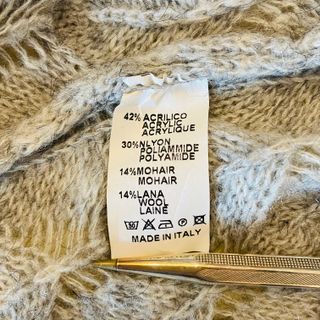 42% ACRILICO
ACRYLIC
ACRYLIQUE
30% NLYON
POLIAMMIDE
POLYAMIDE
14% MOHAIR
MOHAIR
14% LANA
WOOL
LAINE
MADE IN ITALY